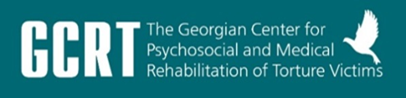 GCRT
The Georgian Center for
Psychosocial and Medical
Rehabilitation of Torture Victims